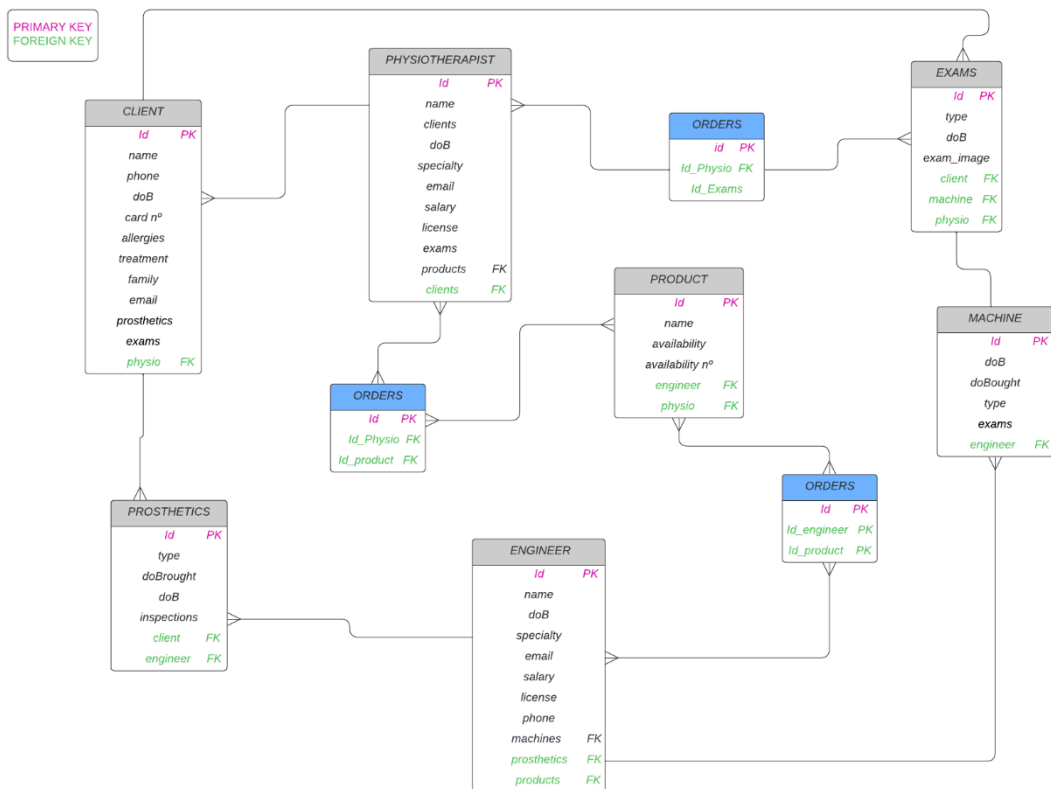 PRIMARY KEY
FOREIGN KEY
PHYSIOTHERAPIST
Id PK
name
clients
doB
specialty
email
salary
license
exams
products FK
clients FK
EXAMS
Id PK
type
doB
exam_image
client FK
machine FK
physio FK
CLIENT
Id PK
name
phone
doB
card nº
allergies
treatment
family
email
prosthetics
exams
physio FK
ORDERS
id PK
Id_Physio FK
Id_Exams
PRODUCT
Id PK
name
availability
availability nº
engineer FK
physio FK
MACHINE
Id PK
doB
doBought
type
exams
engineer FK
ORDERS
Id PK
Id_Physio FK
Id_product FK
ORDERS
Id PK
Id_engineer PK
Id_product PK
PROSTHETICS
Id PK
type
doBrought
doB
inspections
client FK
engineer FK
ENGINEER
Id PK
name
doB
specialty
email
salary
license
phone
machines FK
prosthetics FK
products FK